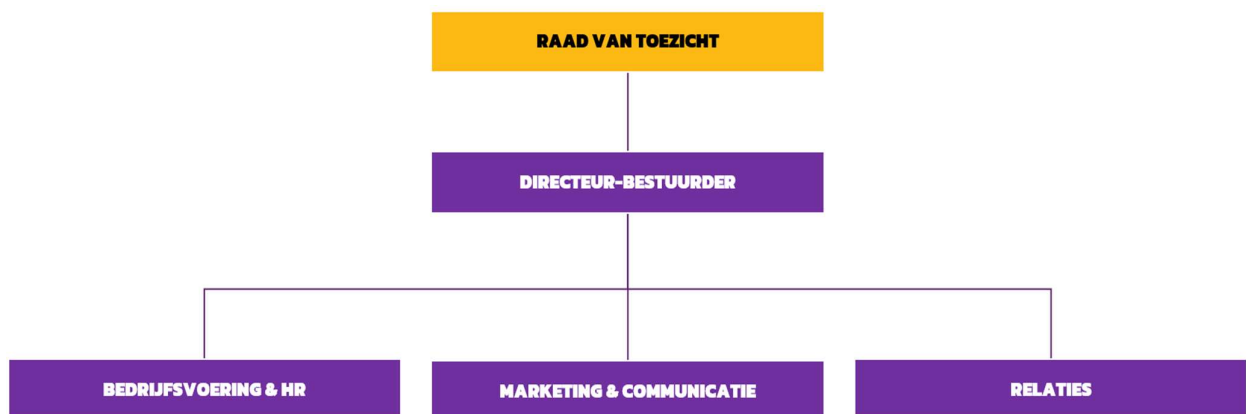 RAAD VAN TOEZICHT
DIRECTEUR-BESTUURDER
BEDRIJFSVOERING & HR
MARKETING & COMMUNICATIE
RELATIES